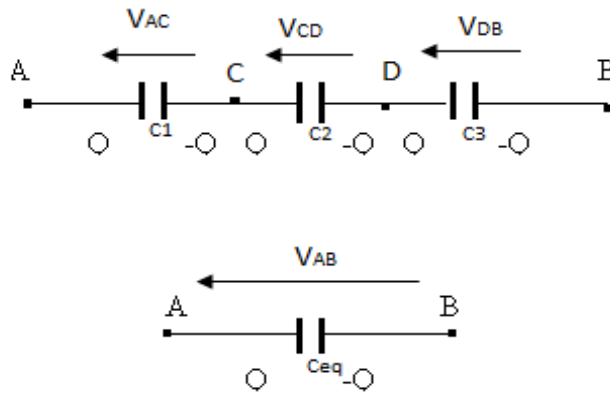 VAC VCD VDB
A C D B
C1 C2 C3
Q -Q Q -Q Q -Q
VAB
A B
Ceq
Q -Q